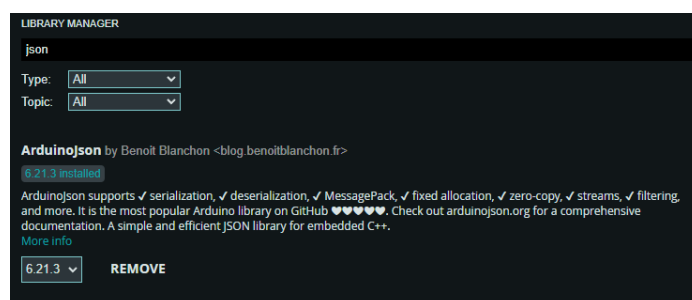 LIBRARY MANAGER
json
Type: All
Topic: All
ArduinoJson by Benoit Blanchon <blog.benoitblanchon.fr>
6.21.3 installed
ArduinoJson supports ✔ serialization, ✔ deserialization, ✔ MessagePack, ✔ fixed allocation, ✔ zero-copy, ✔ streams, ✔ filtering,
and more. It is the most popular Arduino library on GitHub ❤❤❤❤❤. Check out arduinojson.org for a comprehensive
documentation. A simple and efficient JSON library for embedded C++.
More info
6.21.3 REMOVE